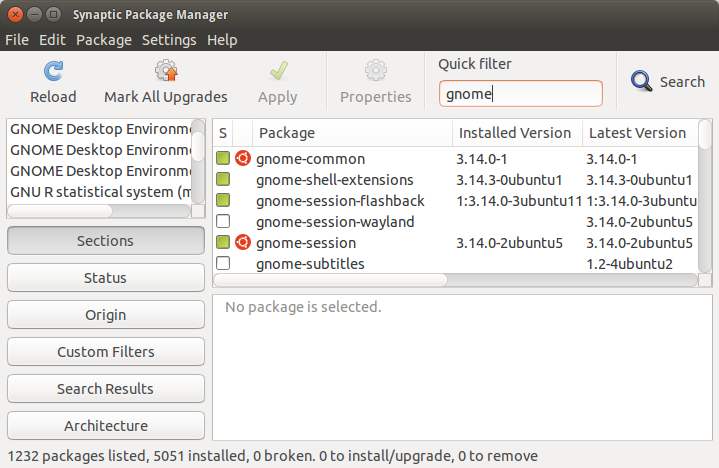 Synaptic Package Manager
File Edit Package Settings Help
Reload
Mark All Upgrades
Apply
Properties
Quick filter
gnome
Search
GNOME Desktop Environme
GNOME Desktop Environme
GNOME Desktop Environme
GNU R statistical system (m
Sections
Status
Origin
Custom Filters
Search Results
Architecture
S Package Installed Version Latest Version
gnome-common 3.14.0-1 3.14.0-1
gnome-shell-extensions 3.14.3-0ubuntu1 3.14.3-0ubuntu1
gnome-session-flashback 1:3.14.0-3ubuntu11 1:3.14.0-3ubuntu
gnome-session-wayland 3.14.0-2ubuntu5
gnome-session 3.14.0-2ubuntu5 3.14.0-2ubuntu5
gnome-subtitles 1.2-4ubuntu2
No package is selected.
1232 packages listed, 5051 installed, 0 broken. 0 to install/upgrade, 0 to remove